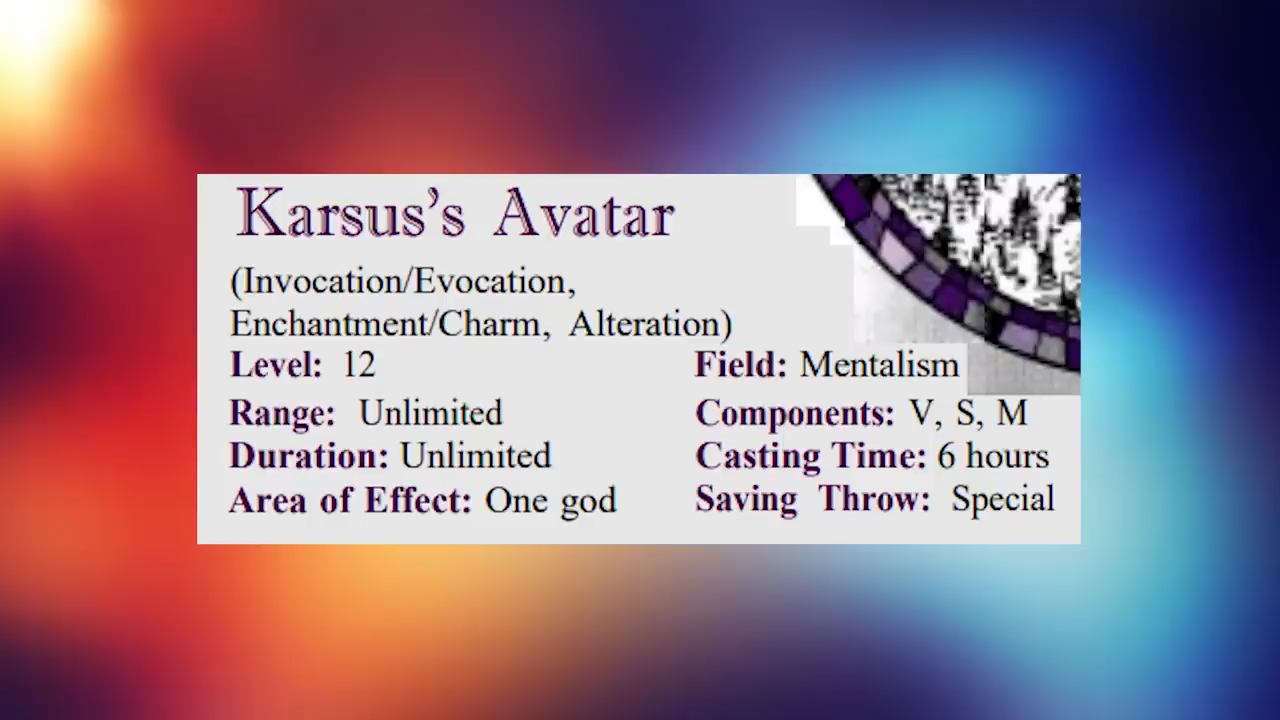 Karsus’s Avatar
(Invocation/Evocation,
Enchantment/Charm, Alteration)
Level: 12 Field: Mentalism
Range: Unlimited Components: V, S, M
Duration: Unlimited Casting Time: 6 hours
Area of Effect: One god Saving Throw: Special